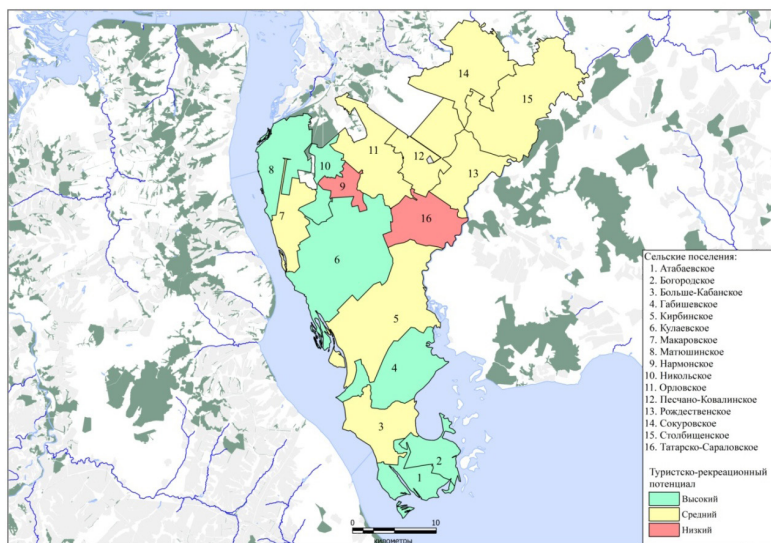 14
15
11
12
10
8
9
13
7
16
6
5
4
3
2
1
Сельские поселения:
1. Атабаевское
2. Богородское
3. Больше-Кабанское
4. Габишевское
5. Кирбинское
6. Кулаевское
7. Макаровское
8. Матюшинское
9. Нармонское
10. Никольское
11. Орловское
12. Песчано-Ковалинское
13. Рождественское
14. Сокуровское
15. Столбищенское
16. Татарско-Сараловское
Туристско-рекреационный
потенциал
Высокий
Средний
Низкий
0 10
километры